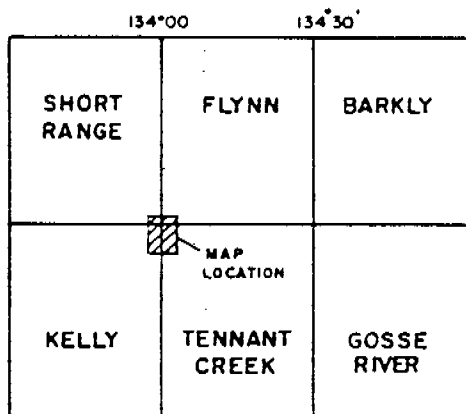 134°00 134°30'
SHORT RANGE FLYNN BARKLY
MAP LOCATION
KELLY TENNANT CREEK GOSSE RIVER